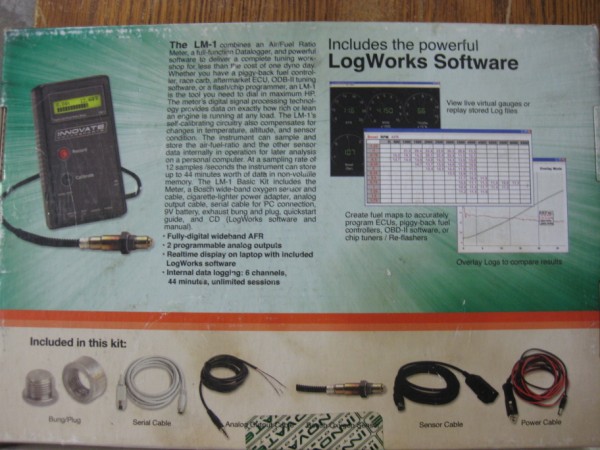 The LM-1 combines an Air/Fuel Ratio
Meter, a full-function Datalogger, and powerful
software to deliver a complete tuning work-
shop for less than the cost of one dyno day.
Whether you have a piggy-back fuel control-
ler, race carb, aftermarket ECU, ODB-II tuning
software, or a flash/chip programmer, an LM-1
is the tool you need to dial in maximum HP.
The meter's digital signal processing technol-
ogy provides data on exactly how rich or lean
an engine is running at any load. The LM-1's
self-calibrating circuitry also compensates for
changes in temperature, altitude, and sensor
condition. The instrument can sample and
store the air-fuel-ratio and the other sensor
data internally in operation for later analysis
on a personal computer. At a sampling rate of
12 samples /seconds the instrument can store
up to 44 minutes worth of data in non-volitile
memory. The LM-1 Basic Kit includes the
Meter, a Bosch wide-band oxygen sensor and
cable, cigarette-lighter power adapter, analog
output cable, serial cable for PC connection,
9V battery, exhaust bung and plug, quickstart
guide, and CD (LogWorks software and
manual).
• Fully-digital wideband AFR
• 2 programmable analog outputs
• Realtime display on laptop with included
LogWorks software
• Internal data logging: 6 channels,
44 minutes, unlimited sessions
Includes the powerful
LogWorks Software
View live virtual gauges or
replay stored Log files
Create fuel maps to accurately
program ECUs, piggy-back fuel
controllers, OBD-II software, or
chip tuners / Re-flashers
Overlay Mode
Overlay Logs to compare results
INNOVATE
Record
Calibrate
Included in this kit:
Bung/Plug
Serial Cable
Analog Output Cable
Sensor Cable
Power Cable
INNOVATE